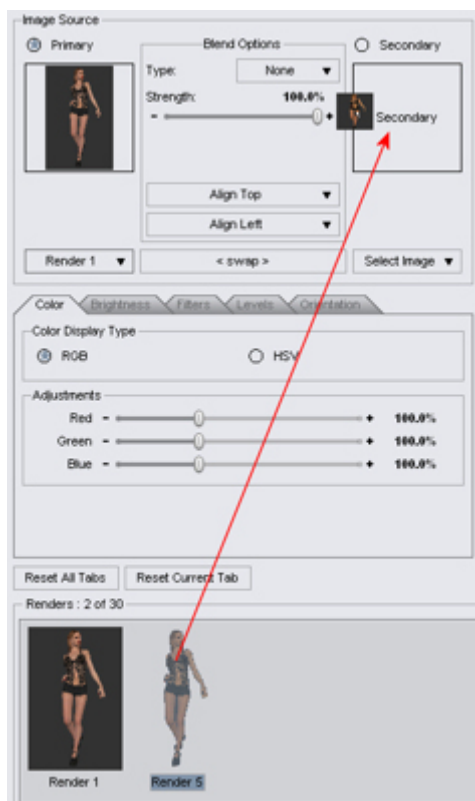 Image Source
Primary
Blend Options
Secondary
Type:
None
Strength:
100.0%
-
+
Secondary
Align Top
Align Left
Render 1
< swap >
Select Image
Color
Brightness
Filters
Levels
Orientation
Color Display Type
RGB
HSV
Adjustments
Red - + 100.0%
Green - + 100.0%
Blue - + 100.0%
Reset All Tabs
Reset Current Tab
Renders : 2 of 30
Render 1
Render 5